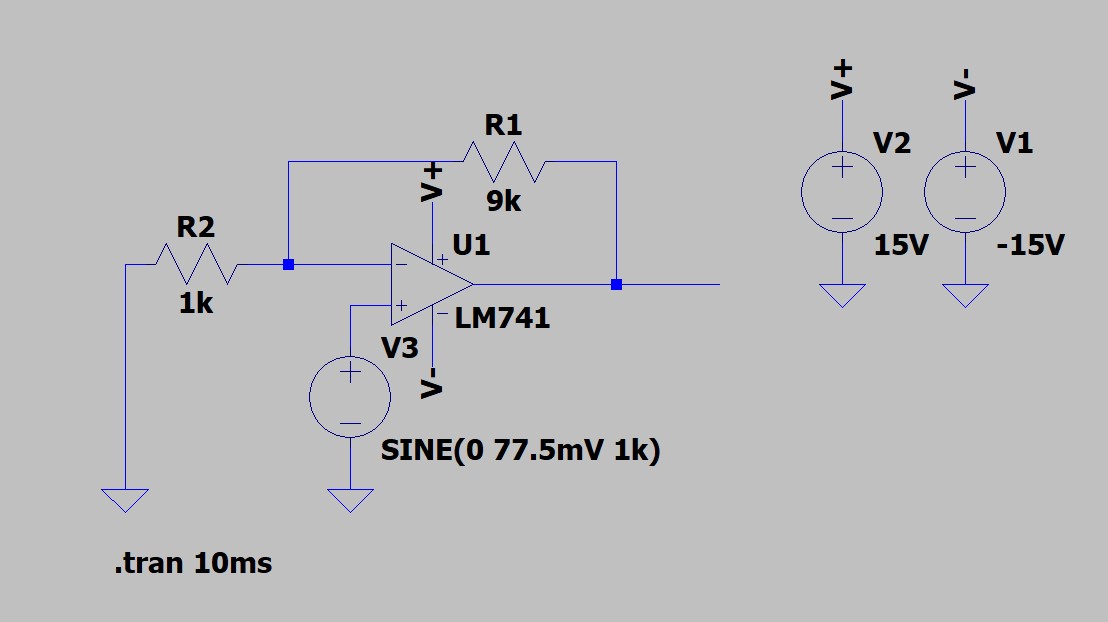 R1
9k
V+
R2
1k
U1
LM741
V-
V3
SINE(0 77.5mV 1k)
.tran 10ms
V+
V2
15V
V-
V1
-15V